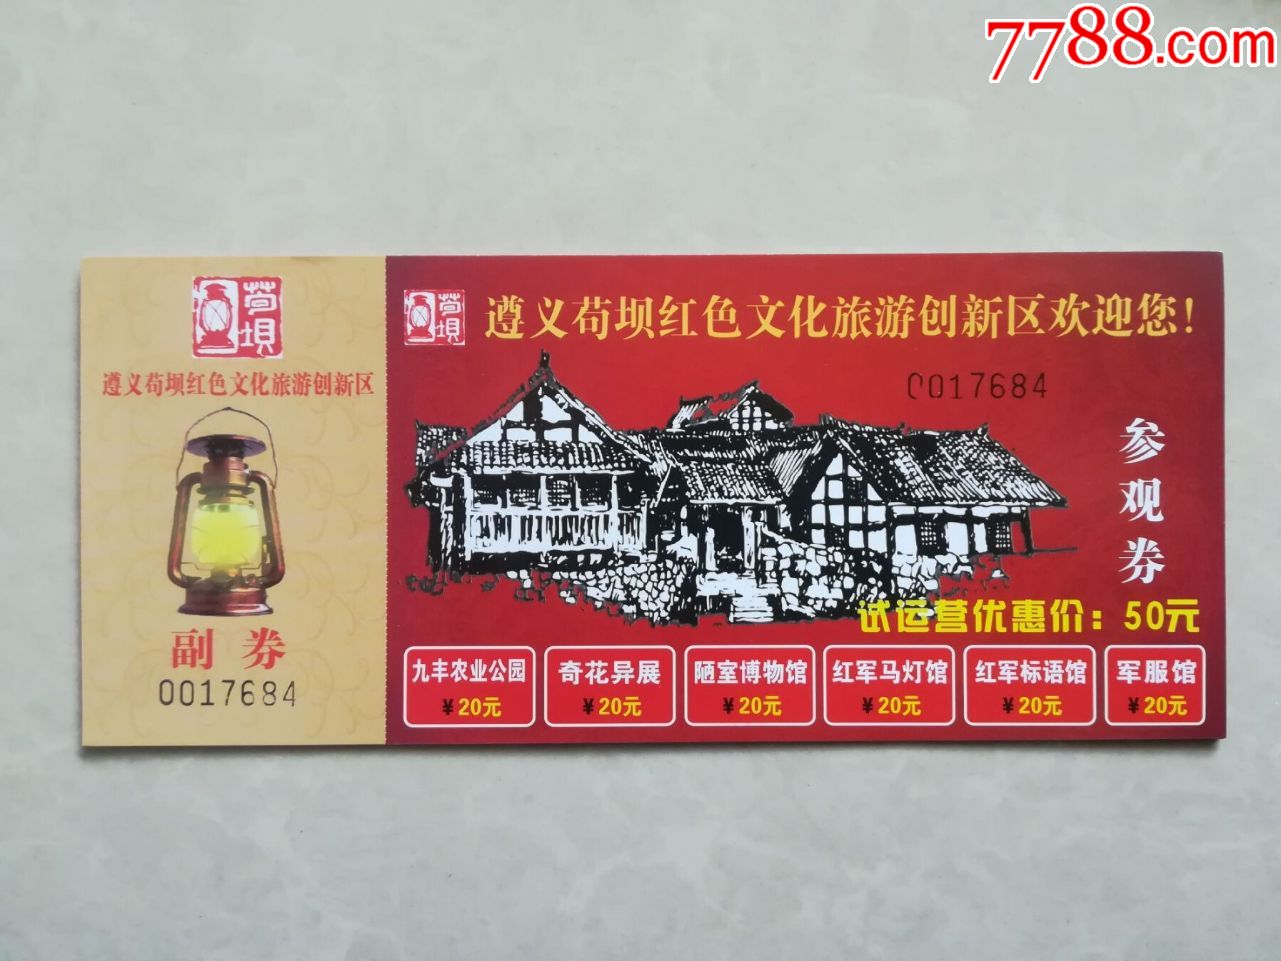 7788.com
苟坝
遵义苟坝红色文化旅游创新区
副 券
0017684
苟坝
遵义苟坝红色文化旅游创新区欢迎您!
0017684
参观券
试运营优惠价：50元
九丰农业公园
¥20元
奇花异展
¥20元
陋室博物馆
¥20元
红军马灯馆
¥20元
红军标语馆
¥20元
军服馆
¥20元